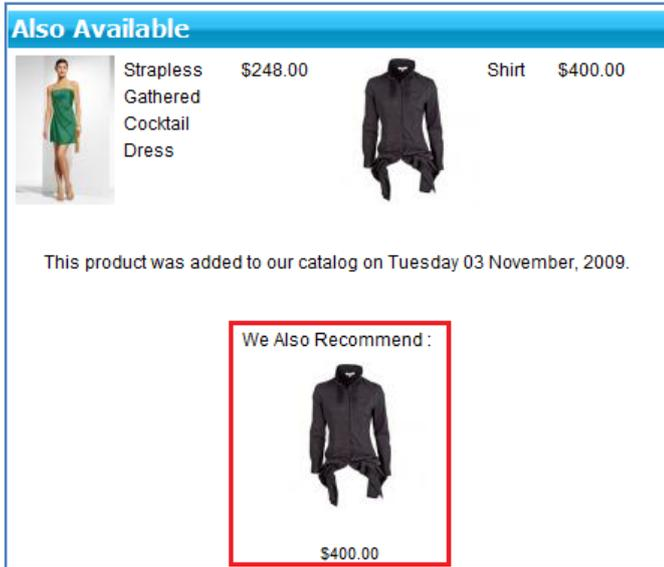 Also Available
Strapless $248.00 Shirt $400.00
Gathered
Cocktail
Dress
This product was added to our catalog on Tuesday 03 November, 2009.
We Also Recommend :
$400.00